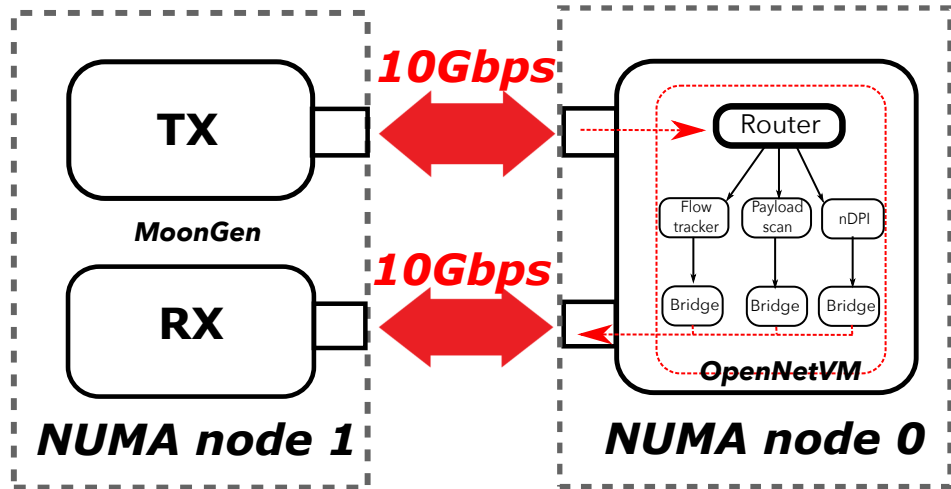 10Gbps
TX
MoonGen
10Gbps
RX
NUMA node 1
Router
Flow
tracker
Payload
scan
nDPI
Bridge
Bridge
Bridge
OpenNetVM
NUMA node 0